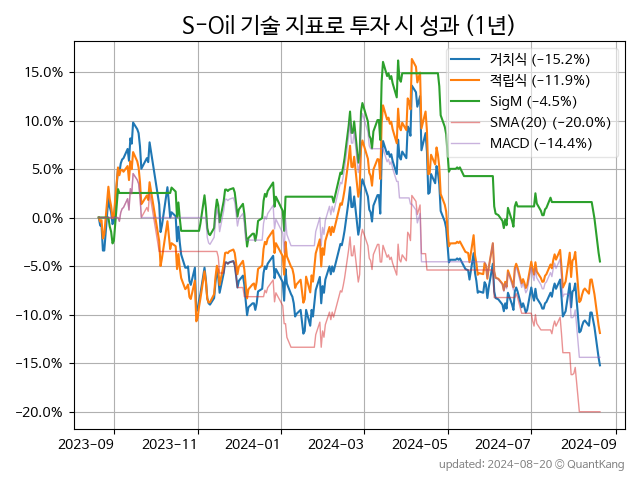 S-Oil 기술 지표로 투자 시 성과 (1년)
거치식 (−15.2%)
적립식 (−11.9%)
SigM (−4.5%)
SMA(20) (−20.0%)
MACD (−14.4%)
15.0%
10.0%
5.0%
0.0%
−5.0%
−10.0%
−15.0%
−20.0%
2023-09 2023-11 2024-01 2024-03 2024-05 2024-07 2024-09
updated: 2024-08-20 © QuantKang